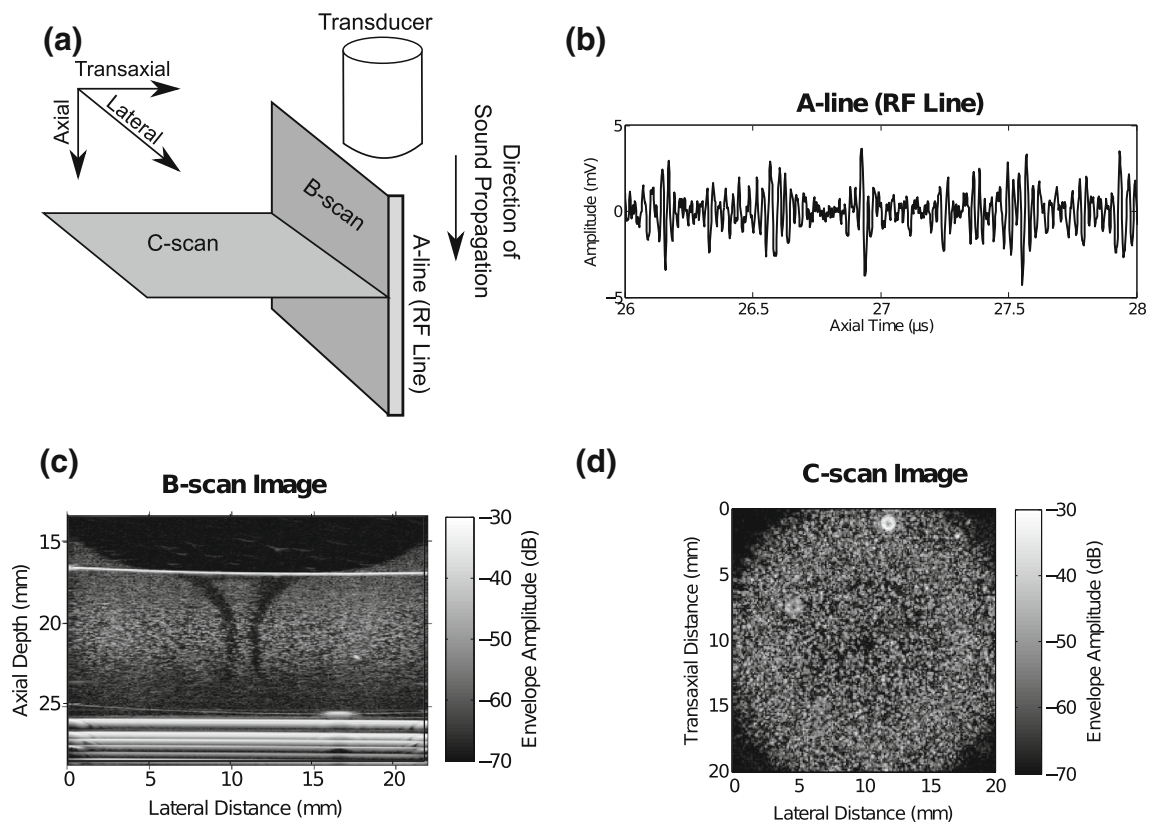 (a)
Transducer
Transaxial
Axial
Lateral
B-scan
C-scan
A-line (RF Line)
Direction of
Sound Propagation
(b)
A-line (RF Line)
Amplitude (mV)
5
0
−5
26
26.5
27
27.5
28
Axial Time (µs)
(c)
B-scan Image
Axial Depth (mm)
15
20
25
0
5
10
15
20
Lateral Distance (mm)
−30
−40
−50
−60
−70
Envelope Amplitude (dB)
(d)
C-scan Image
Transaxial Distance (mm)
0
5
10
15
20
0
5
10
15
20
Lateral Distance (mm)
−30
−40
−50
−60
−70
Envelope Amplitude (dB)